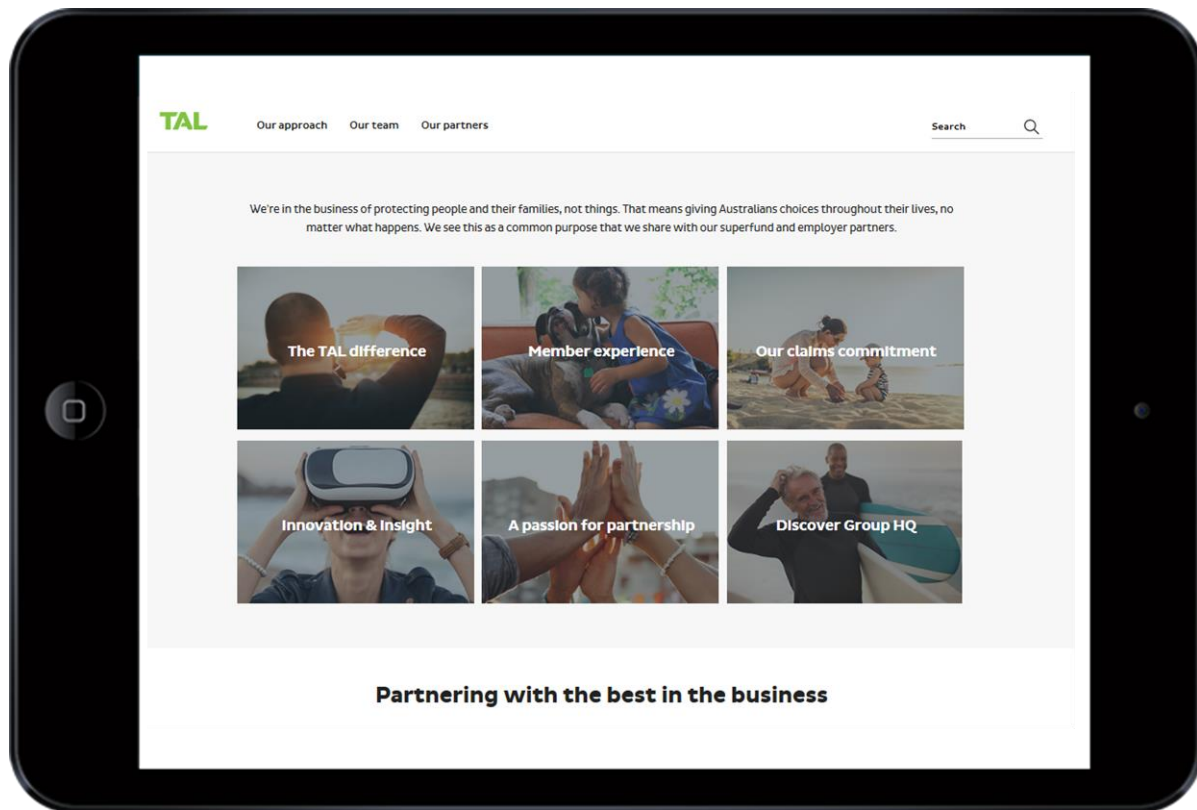 TAL
Our approach
Our team
Our partners
Search
We're in the business of protecting people and their families, not things. That means giving Australians choices throughout their lives, no
matter what happens. We see this as a common purpose that we share with our superfund and employer partners.
The TAL difference
Member experience
Our claims commitment
Innovation & Insight
A passion for partnership
Discover Group HQ
Partnering with the best in the business